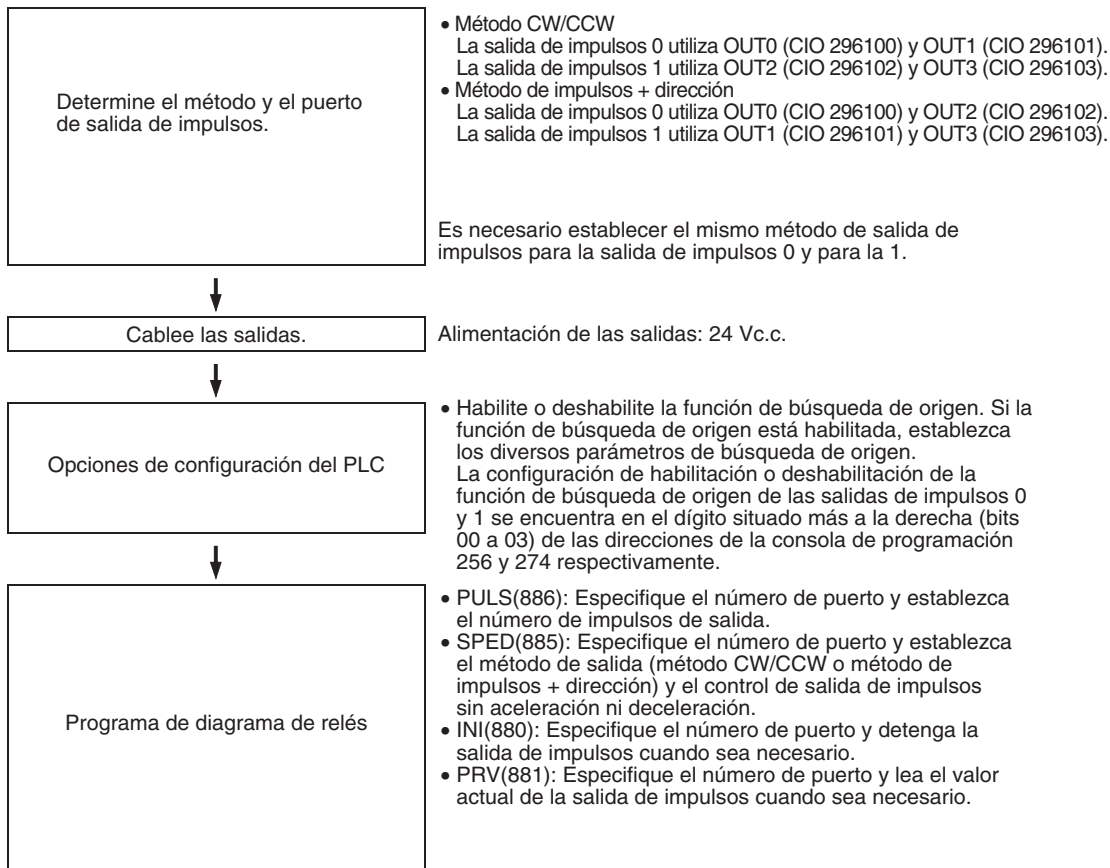 Determine el método y el puerto
de salida de impulsos.
• Método CW/CCW
La salida de impulsos 0 utiliza OUT0 (CIO 296100) y OUT1 (CIO 296101).
La salida de impulsos 1 utiliza OUT2 (CIO 296102) y OUT3 (CIO 296103).
• Método de impulsos + dirección
La salida de impulsos 0 utiliza OUT0 (CIO 296100) y OUT2 (CIO 296102).
La salida de impulsos 1 utiliza OUT1 (CIO 296101) y OUT3 (CIO 296103).
Es necesario establecer el mismo método de salida de
impulsos para la salida de impulsos 0 y para la 1.
Cablee las salidas.
Alimentación de las salidas: 24 Vc.c.
Opciones de configuración del PLC
• Habilite o deshabilite la función de búsqueda de origen. Si la
función de búsqueda de origen está habilitada, establezca
los diversos parámetros de búsqueda de origen.
La configuración de habilitación o deshabilitación de la
función de búsqueda de origen de las salidas de impulsos 0
y 1 se encuentra en el dígito situado más a la derecha (bits
00 a 03) de las direcciones de la consola de programación
256 y 274 respectivamente.
Programa de diagrama de relés
• PULS(886): Especifique el número de puerto y establezca
el número de impulsos de salida.
• SPED(885): Especifique el número de puerto y establezca
el método de salida (método CW/CCW o método de
impulsos + dirección) y el control de salida de impulsos
sin aceleración ni deceleración.
• INI(880): Especifique el número de puerto y detenga la
salida de impulsos cuando sea necesario.
• PRV(881): Especifique el número de puerto y lea el valor
actual de la salida de impulsos cuando sea necesario.